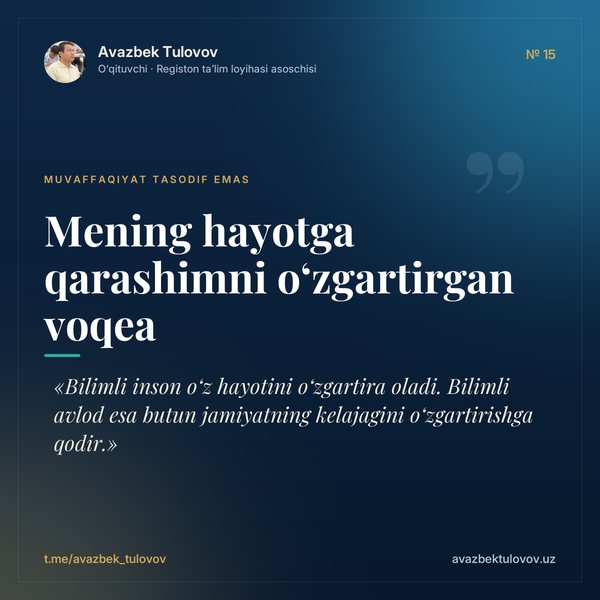 Avazbek Tulovov
O‘qituvchi · Registon ta’lim loyihasi asoschisi
№ 15
MUVAFFAQIYAT TASODIF EMAS
Mening hayotga
qarashimni o‘zgartirgan
voqea
«Bilimli inson o‘z hayotini o‘zgartira oladi. Bilimli
avlod esa butun jamiyatning kelajagini o‘zgartirishga
qodir.»
t.me/avazbek_tulovov
avazbektulovov.uz